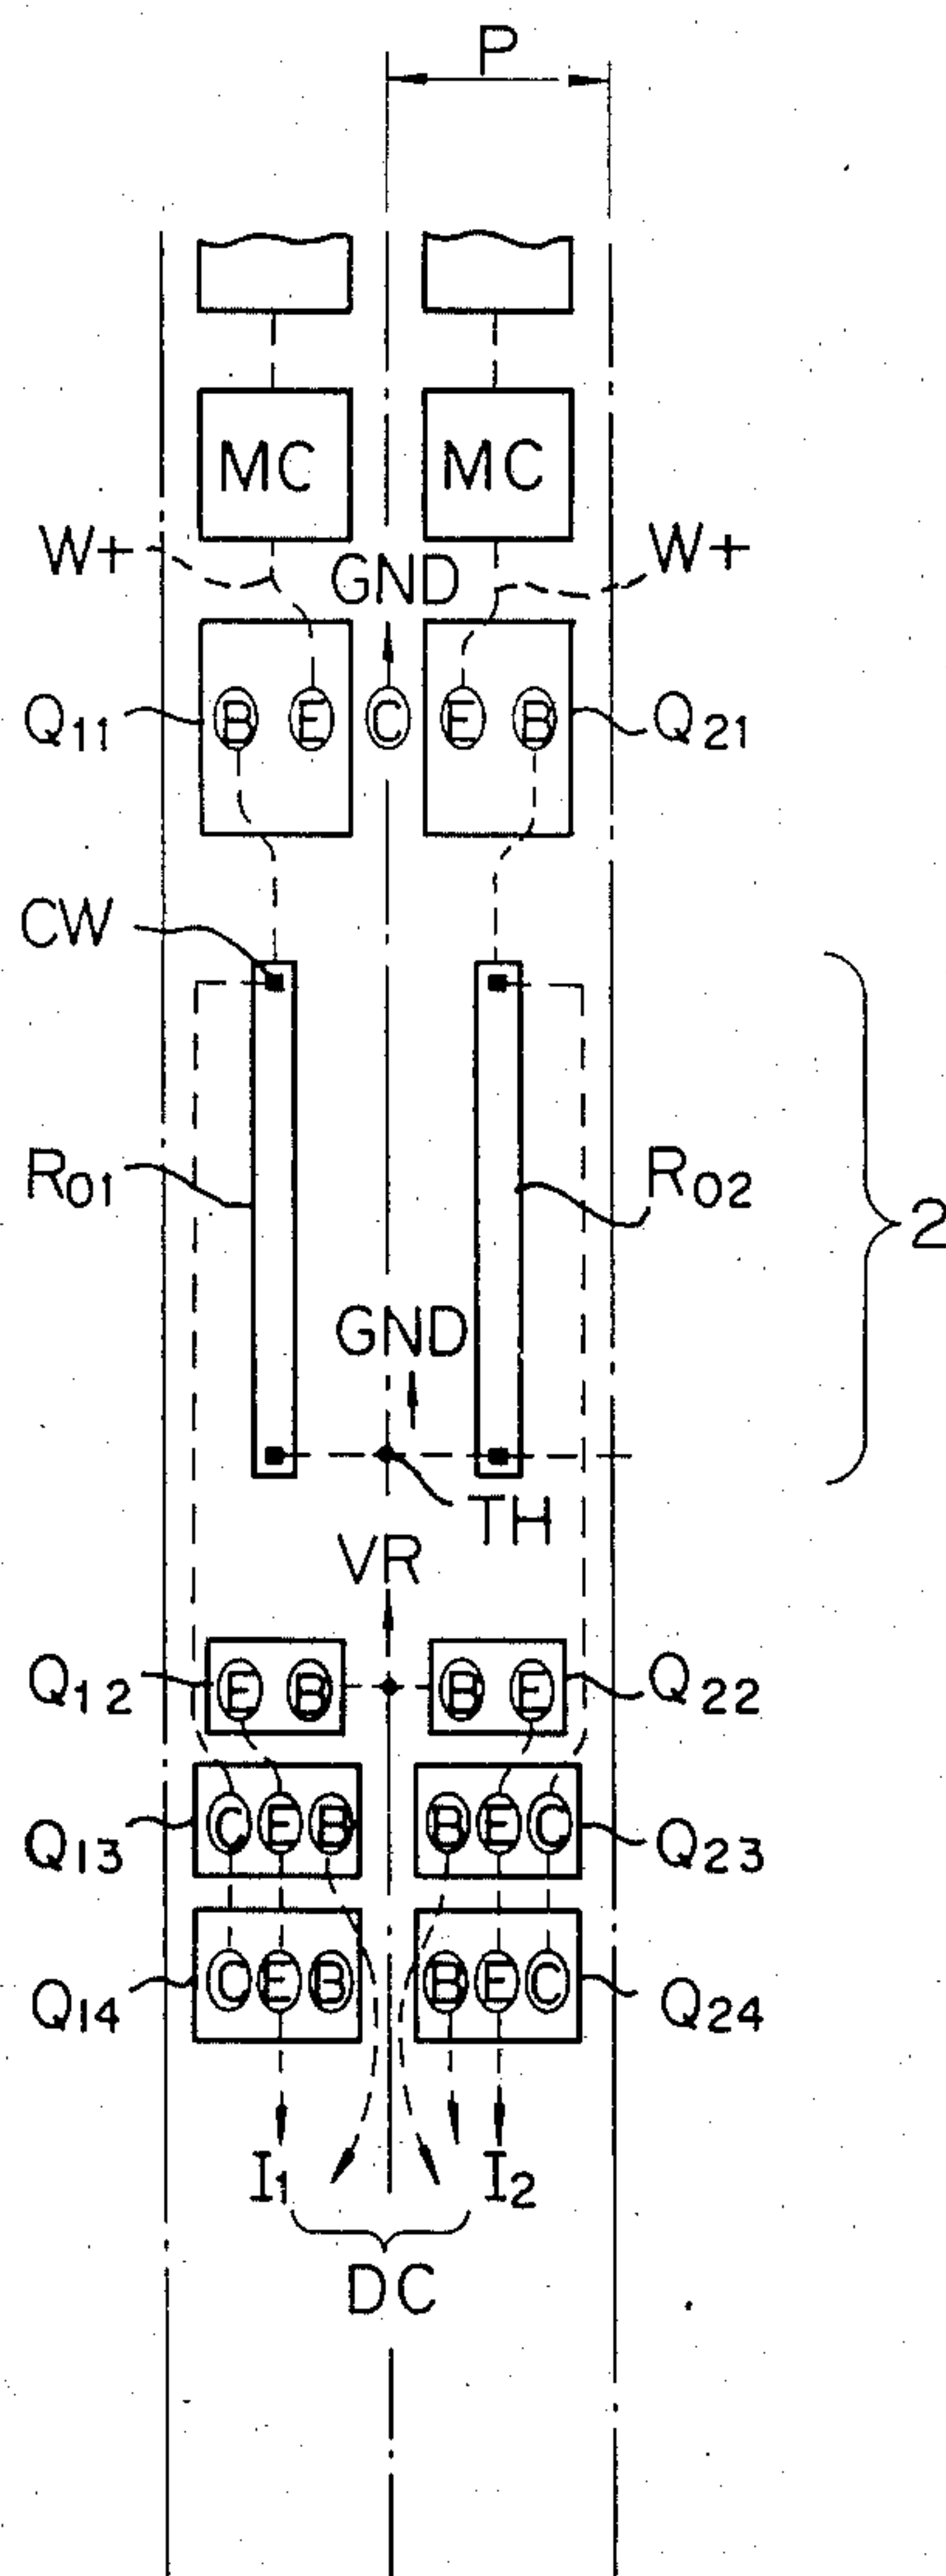 P
MC MC
W+ GND W+
Q11 B E C E B Q21
CW
R01 R02 2
GND
TH
VR
Q12 E B B E Q22
Q13 C E B B E C Q23
Q14 C E B B E C Q24
I1 I2
DC